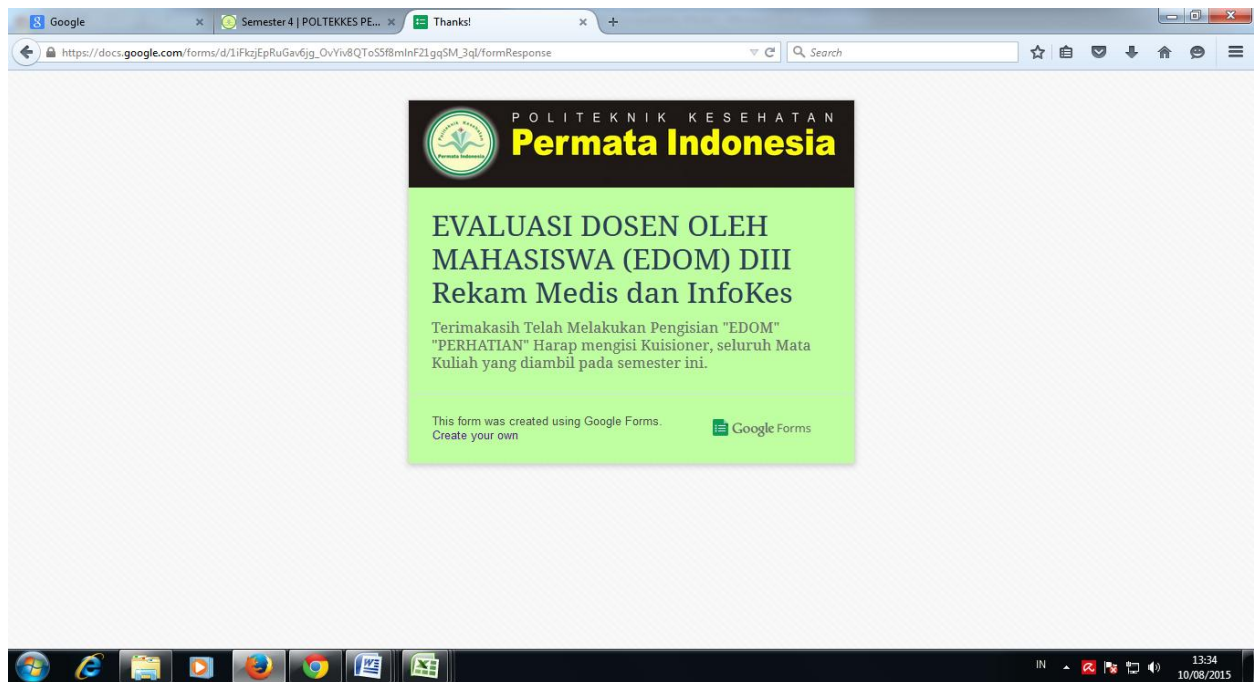 Google
Semester 4 | POLTEKKES PE...
Thanks!
https://docs.google.com/forms/d/1iFkzjEpRuGav6jg_OvYiv8QToS5f8mInF21gqSM_3qI/formResponse
Search
POLITEKNIK KESEHATAN
Permata Indonesia
Permata Indonesia
EVALUASI DOSEN OLEH
MAHASISWA (EDOM) DIII
Rekam Medis dan InfoKes
Terimakasih Telah Melakukan Pengisian "EDOM"
"PERHATIAN" Harap mengisi Kuisioner, seluruh Mata
Kuliah yang diambil pada semester ini.
This form was created using Google Forms.
Create your own
Google Forms
IN
13:34
10/08/2015